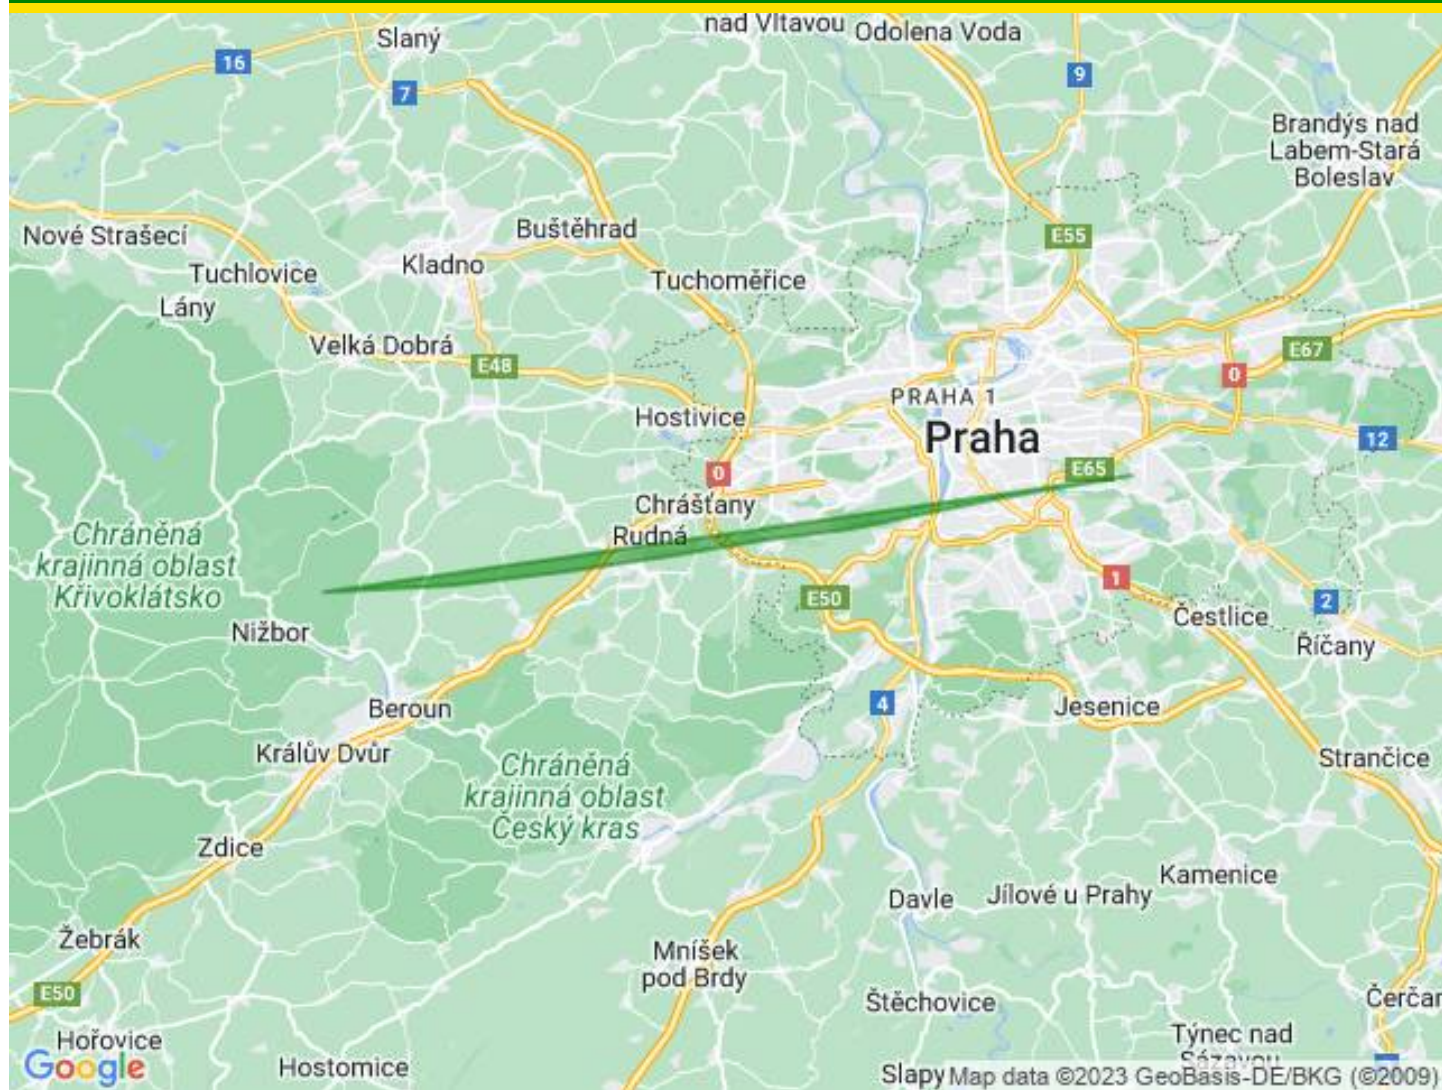 nad Vltavou
Odolena Voda
Slaný
16
7
9
Brandýs nad
Labem-Stará
Boleslav
Nové Strašecí
Buštěhrad
E55
Tuchlovice
Kladno
Tuchoměřice
Lány
Velká Dobrá
E48
E67
0
PRAHA 1
Hostivice
Praha
12
0
E65
Chrášťany
Rudná
Chráněná
krajinná oblast
Křivoklátsko
1
E50
2
Čestlice
Nižbor
Říčany
4
Beroun
Jesenice
Králův Dvůr
Strančice
Chráněná
krajinná oblast
Český kras
Zdice
Kamenice
Davle
Jílové u Prahy
Žebrák
Mníšek
pod Brdy
E50
Štěchovice
Čerčar
Hořovice
Týnec nad
Sázavou
Google
Hostomice
Slapy
Map data ©2023 GeoBasis-DE/BKG (©2009)